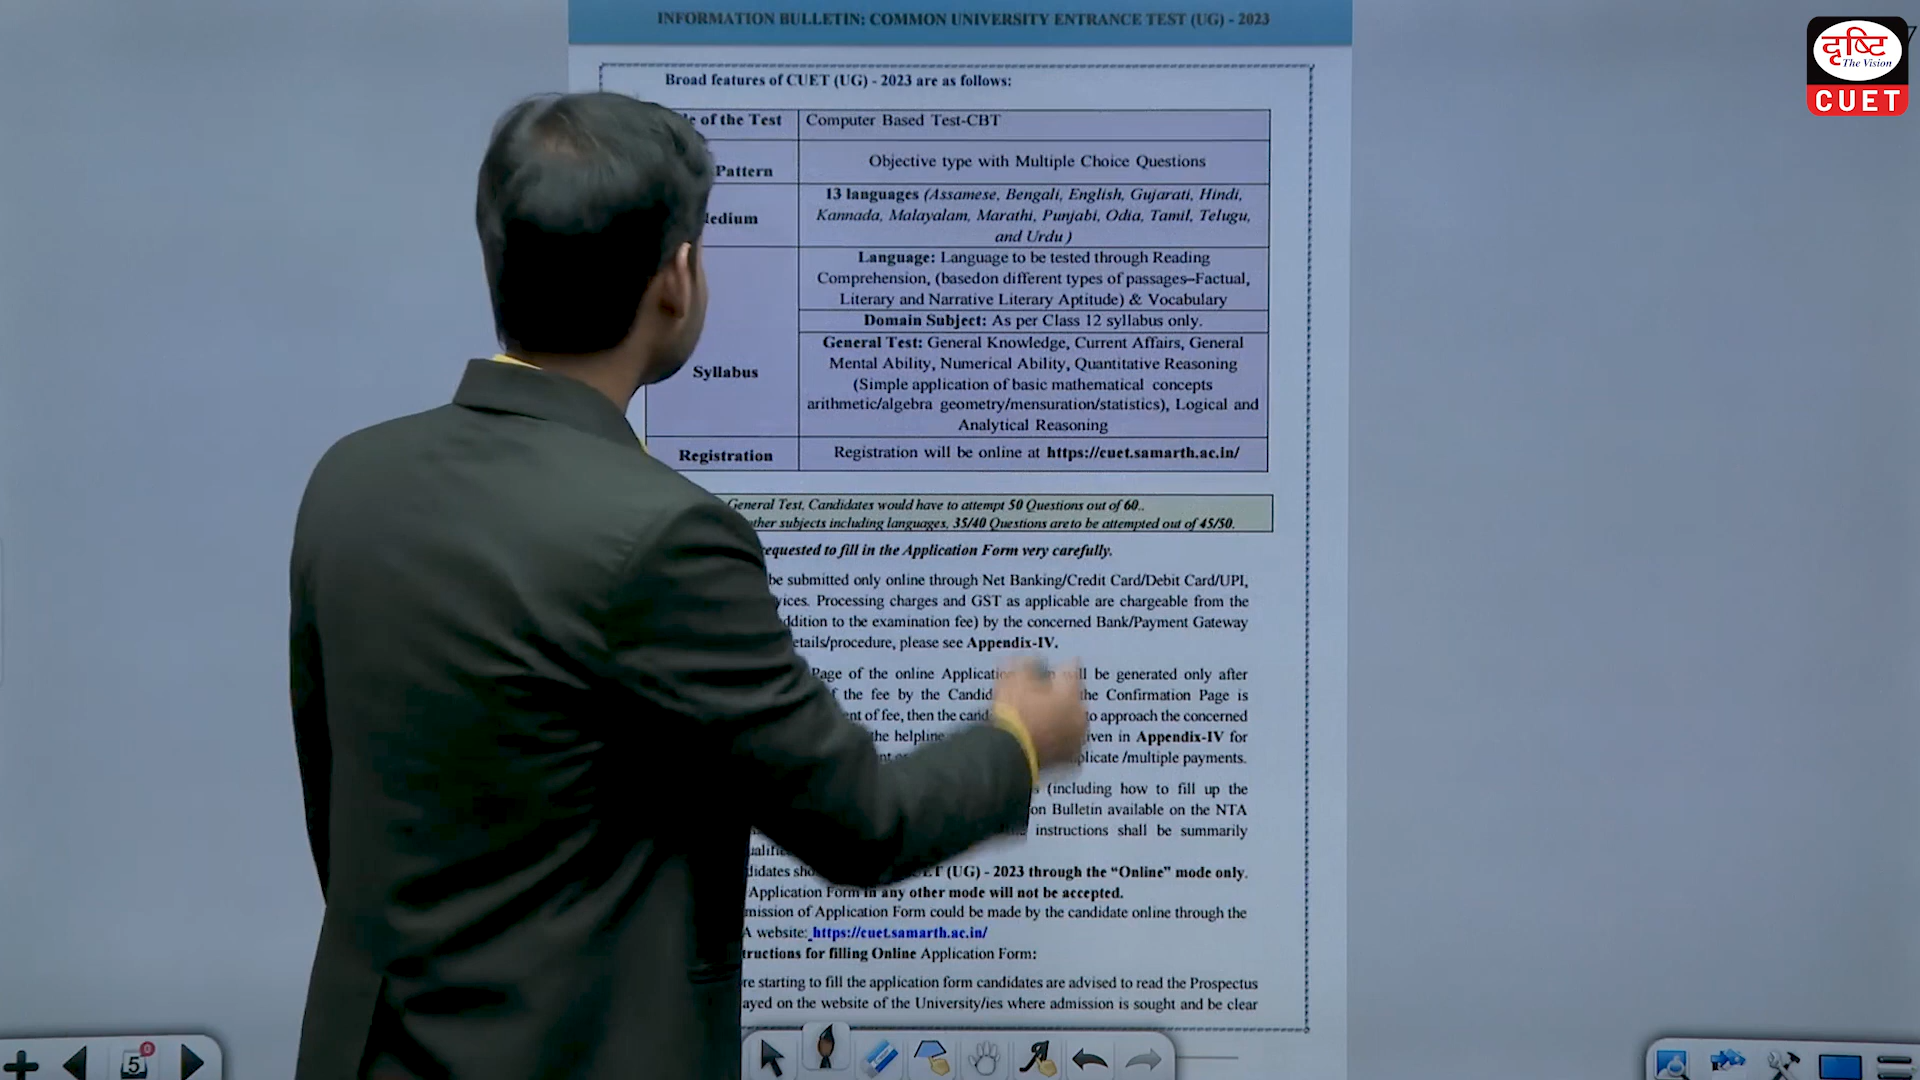 INFORMATION BULLETIN: COMMON UNIVERSITY ENTRANCE TEST (UG) - 2023
7
दृष्टि
The Vision
CUET
Broad features of CUET (UG) - 2023 are as follows:
of the Test Computer Based Test-CBT
Pattern Objective type with Multiple Choice Questions
Medium
13 languages (Assamese, Bengali, English, Gujarati, Hindi,
Kannada, Malayalam, Marathi, Punjabi, Odia, Tamil, Telugu,
and Urdu )
Syllabus
Language: Language to be tested through Reading
Comprehension, (basedon different types of passages–Factual,
Literary and Narrative Literary Aptitude) & Vocabulary
Domain Subject: As per Class 12 syllabus only.
General Test: General Knowledge, Current Affairs, General
Mental Ability, Numerical Ability, Quantitative Reasoning
(Simple application of basic mathematical concepts
arithmetic/algebra geometry/mensuration/statistics), Logical and
Analytical Reasoning
Registration Registration will be online at https://cuet.samarth.ac.in/
General Test, Candidates would have to attempt 50 Questions out of 60..
other subjects including languages, 35/40 Questions are to be attempted out of 45/50.
requested to fill in the Application Form very carefully.
be submitted only online through Net Banking/Credit Card/Debit Card/UPI,
Processing charges and GST as applicable are chargeable from the
addition to the examination fee) by the concerned Bank/Payment Gateway
details/procedure, please see Appendix-IV.
Page of the online Application will be generated only after
the fee by the the Confirmation Page is
of fee, then the to approach the concerned
the helpline given in Appendix-IV for
duplicate /multiple payments.
(including how to fill up the
on Bulletin available on the NTA
instructions shall be summarily
(UG) - 2023 through the “Online” mode only.
Application Form in any other mode will not be accepted.
mission of Application Form could be made by the candidate online through the
website: https://cuet.samarth.ac.in/
tructions for filling Online Application Form:
re starting to fill the application form candidates are advised to read the Prospectus
ayed on the website of the University/ies where admission is sought and be clear
5
0